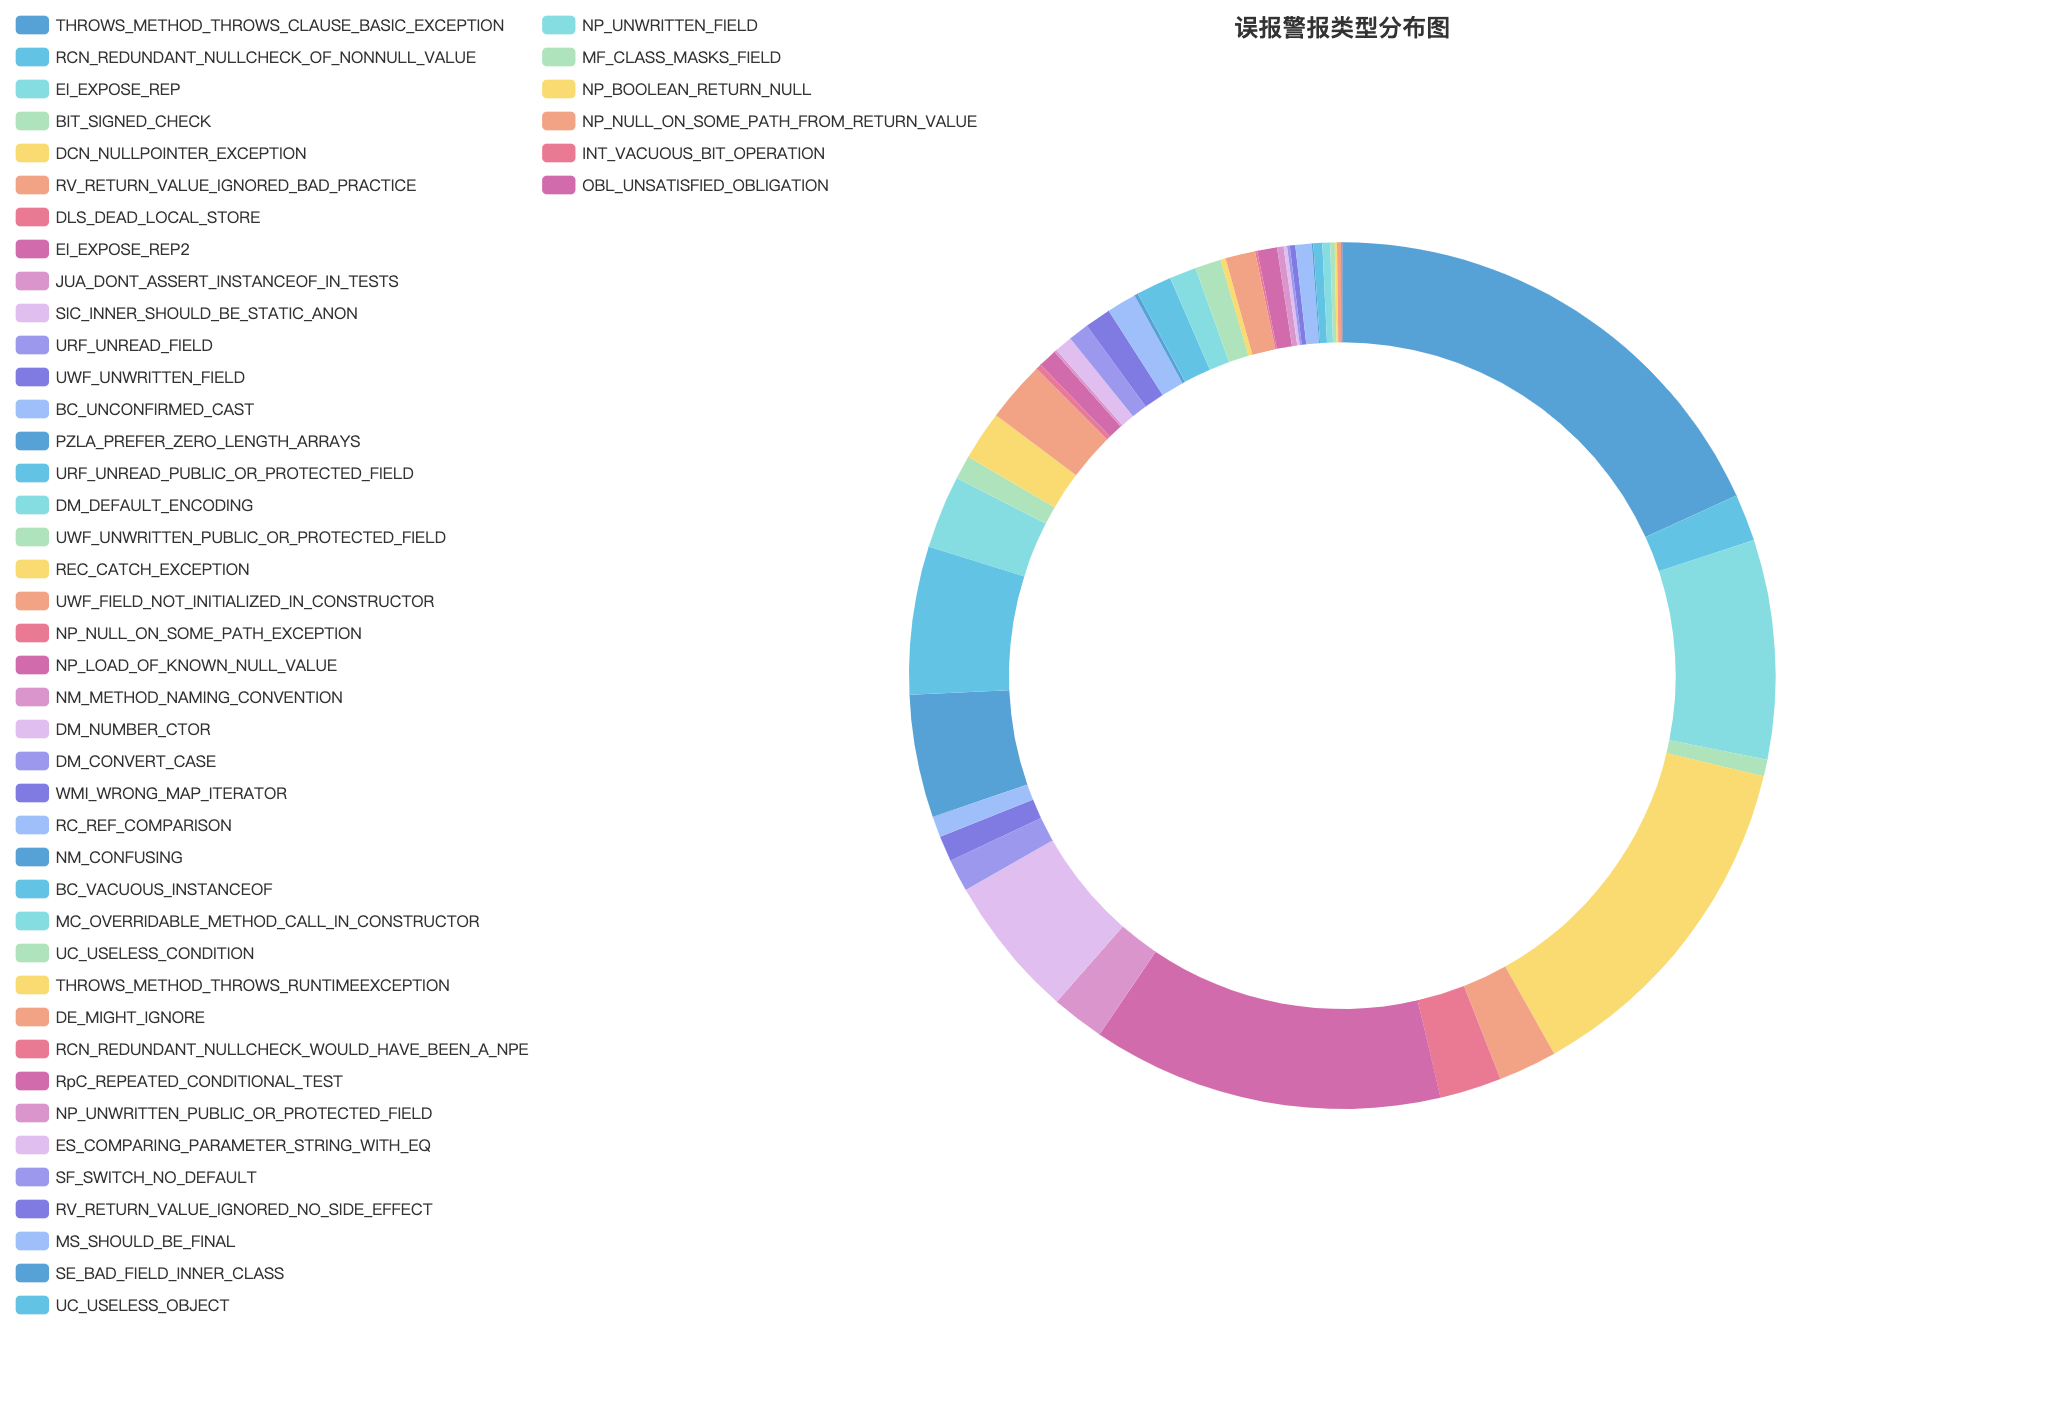 误报警报类型分布图
THROWS_METHOD_THROWS_CLAUSE_BASIC_EXCEPTION
RCN_REDUNDANT_NULLCHECK_OF_NONNULL_VALUE
EI_EXPOSE_REP
BIT_SIGNED_CHECK
DCN_NULLPOINTER_EXCEPTION
RV_RETURN_VALUE_IGNORED_BAD_PRACTICE
DLS_DEAD_LOCAL_STORE
EI_EXPOSE_REP2
JUA_DONT_ASSERT_INSTANCEOF_IN_TESTS
SIC_INNER_SHOULD_BE_STATIC_ANON
URF_UNREAD_FIELD
UWF_UNWRITTEN_FIELD
BC_UNCONFIRMED_CAST
PZLA_PREFER_ZERO_LENGTH_ARRAYS
URF_UNREAD_PUBLIC_OR_PROTECTED_FIELD
DM_DEFAULT_ENCODING
UWF_UNWRITTEN_PUBLIC_OR_PROTECTED_FIELD
REC_CATCH_EXCEPTION
UWF_FIELD_NOT_INITIALIZED_IN_CONSTRUCTOR
NP_NULL_ON_SOME_PATH_EXCEPTION
NP_LOAD_OF_KNOWN_NULL_VALUE
NM_METHOD_NAMING_CONVENTION
DM_NUMBER_CTOR
DM_CONVERT_CASE
WMI_WRONG_MAP_ITERATOR
RC_REF_COMPARISON
NM_CONFUSING
BC_VACUOUS_INSTANCEOF
MC_OVERRIDABLE_METHOD_CALL_IN_CONSTRUCTOR
UC_USELESS_CONDITION
THROWS_METHOD_THROWS_RUNTIMEEXCEPTION
DE_MIGHT_IGNORE
RCN_REDUNDANT_NULLCHECK_WOULD_HAVE_BEEN_A_NPE
RpC_REPEATED_CONDITIONAL_TEST
NP_UNWRITTEN_PUBLIC_OR_PROTECTED_FIELD
ES_COMPARING_PARAMETER_STRING_WITH_EQ
SF_SWITCH_NO_DEFAULT
RV_RETURN_VALUE_IGNORED_NO_SIDE_EFFECT
MS_SHOULD_BE_FINAL
SE_BAD_FIELD_INNER_CLASS
UC_USELESS_OBJECT
NP_UNWRITTEN_FIELD
MF_CLASS_MASKS_FIELD
NP_BOOLEAN_RETURN_NULL
NP_NULL_ON_SOME_PATH_FROM_RETURN_VALUE
INT_VACUOUS_BIT_OPERATION
OBL_UNSATISFIED_OBLIGATION